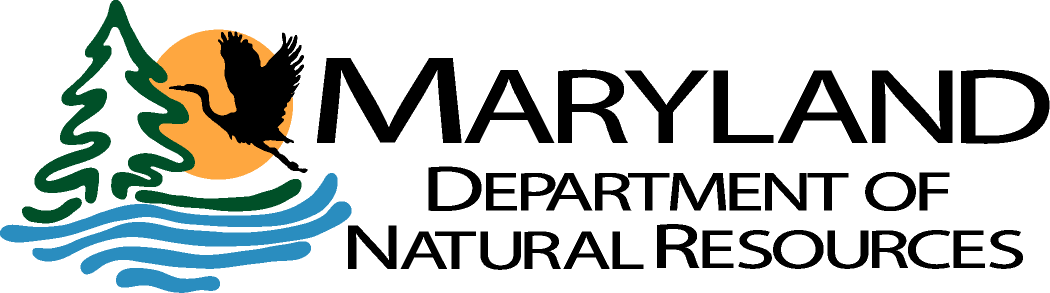 MARYLAND
DEPARTMENT OF
NATURAL RESOURCES